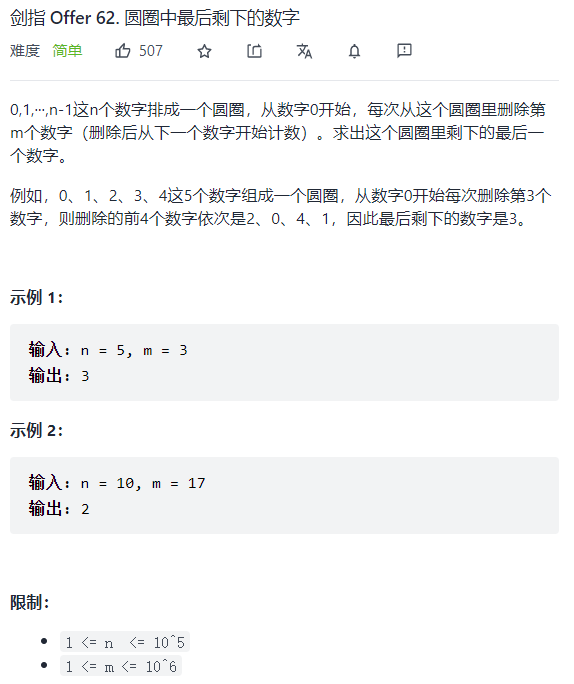 剑指 Offer 62. 圆圈中最后剩下的数字
难度 简单 507
0,1,···,n-1这n个数字排成一个圆圈，从数字0开始，每次从这个圆圈里删除第
m个数字（删除后从下一个数字开始计数）。求出这个圆圈里剩下的最后一
个数字。
例如，0、1、2、3、4这5个数字组成一个圆圈，从数字0开始每次删除第3个
数字，则删除的前4个数字依次是2、0、4、1，因此最后剩下的数字是3。
示例 1：
输入：n = 5, m = 3
输出：3
示例 2：
输入：n = 10, m = 17
输出：2
限制：
• 1 <= n  <= 10^5
• 1 <= m <= 10^6